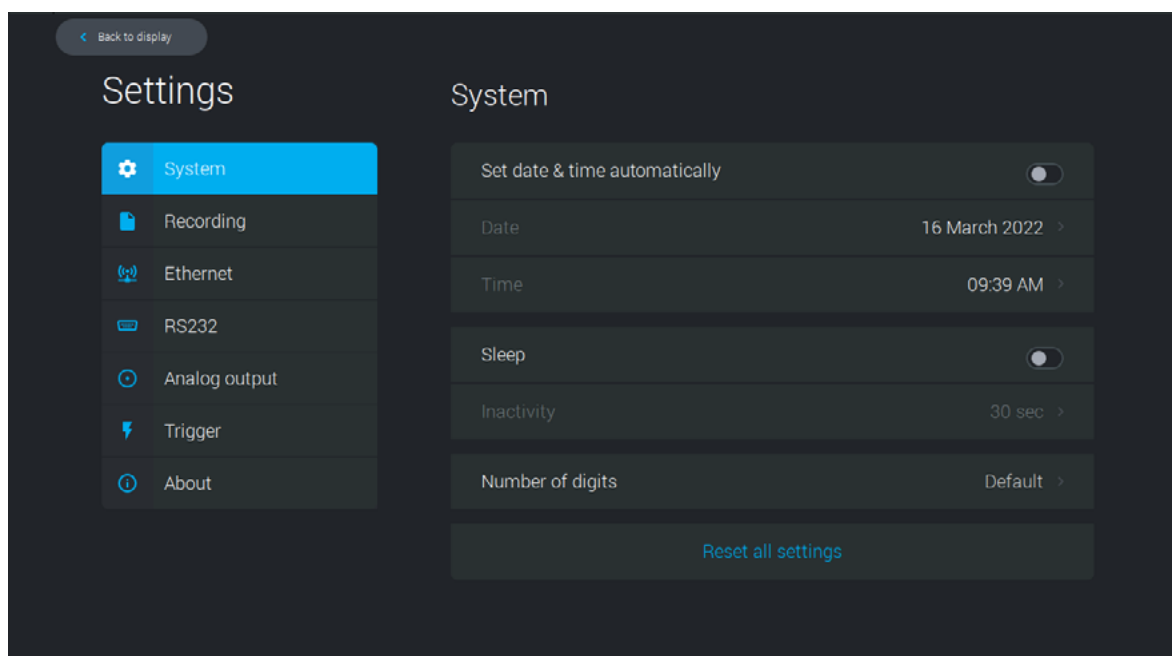 Back to display
Settings
System
Recording
Ethernet
RS232
Analog output
Trigger
About
System
Set date & time automatically
Date 16 March 2022
Time 09:39 AM
Sleep
Inactivity 30 sec
Number of digits Default
Reset all settings